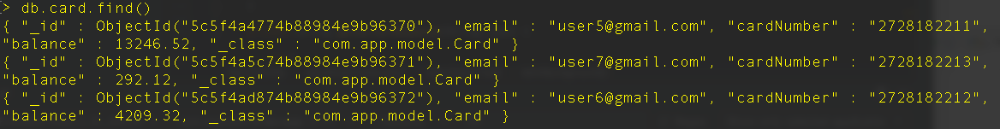 > db.card.find()
{ "_id" : ObjectId("5c5f4a4774b88984e9b96370"), "email" : "user5@gmail.com", "cardNumber" : "2728182211",
"balance" : 13246.52, "_class" : "com.app.model.Card" }
{ "_id" : ObjectId("5c5f4a5c74b88984e9b96371"), "email" : "user7@gmail.com", "cardNumber" : "2728182213",
"balance" : 292.12, "_class" : "com.app.model.Card" }
{ "_id" : ObjectId("5c5f4ad874b88984e9b96372"), "email" : "user6@gmail.com", "cardNumber" : "2728182212",
"balance" : 4209.32, "_class" : "com.app.model.Card" }